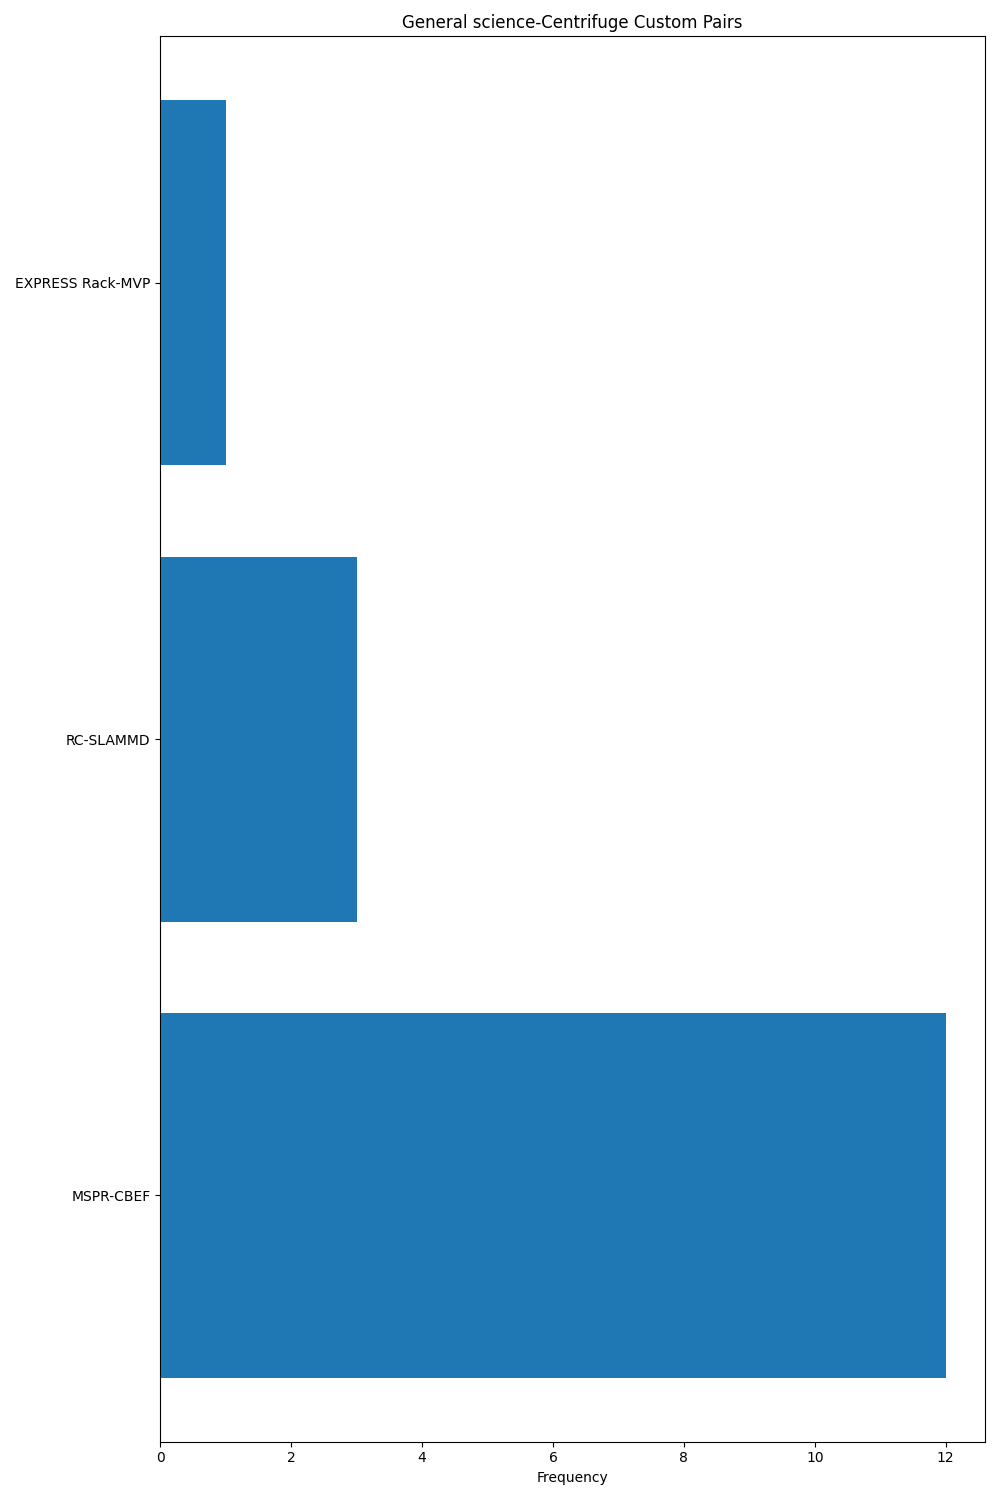 General science-Centrifuge Custom Pairs
EXPRESS Rack-MVP
RC-SLAMMD
MSPR-CBEF
0 2 4 6 8 10 12
Frequency